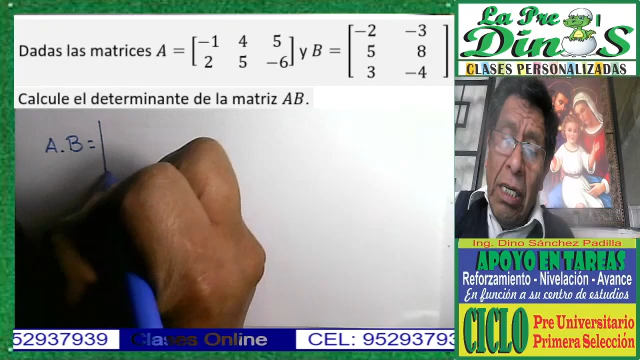 Dadas las matrices A = [−1 4 5
2 5 −6] y B = [−2 −3
5 8
3 −4]
Calcule el determinante de la matriz AB.
A.B=
La Pre
DinoS
CLASES PERSONALIZADAS
Ing. Dino Sánchez Padilla
APOYO EN TAREAS
Reforzamiento - Nivelación - Avance
En función a su centro de estudios
CICLO Pre Universitario
Primera Selección
52937939 Clases Online CEL: 95293793